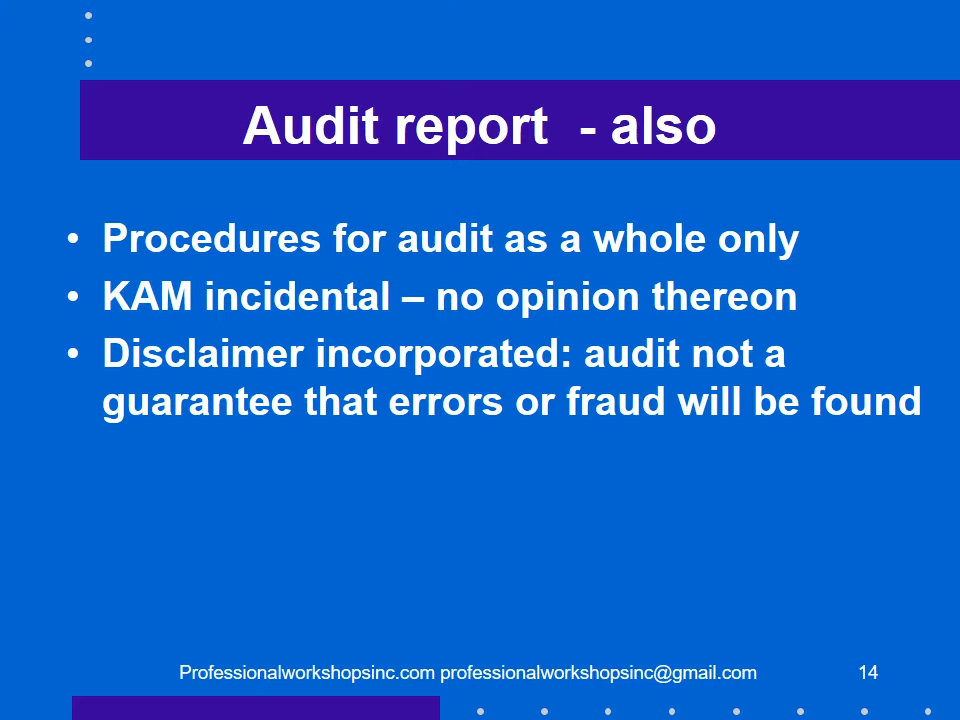 Audit report  - also
• Procedures for audit as a whole only
• KAM incidental – no opinion thereon
• Disclaimer incorporated: audit not a
guarantee that errors or fraud will be found
Professionalworkshopsinc.com professionalworkshopsinc@gmail.com 14